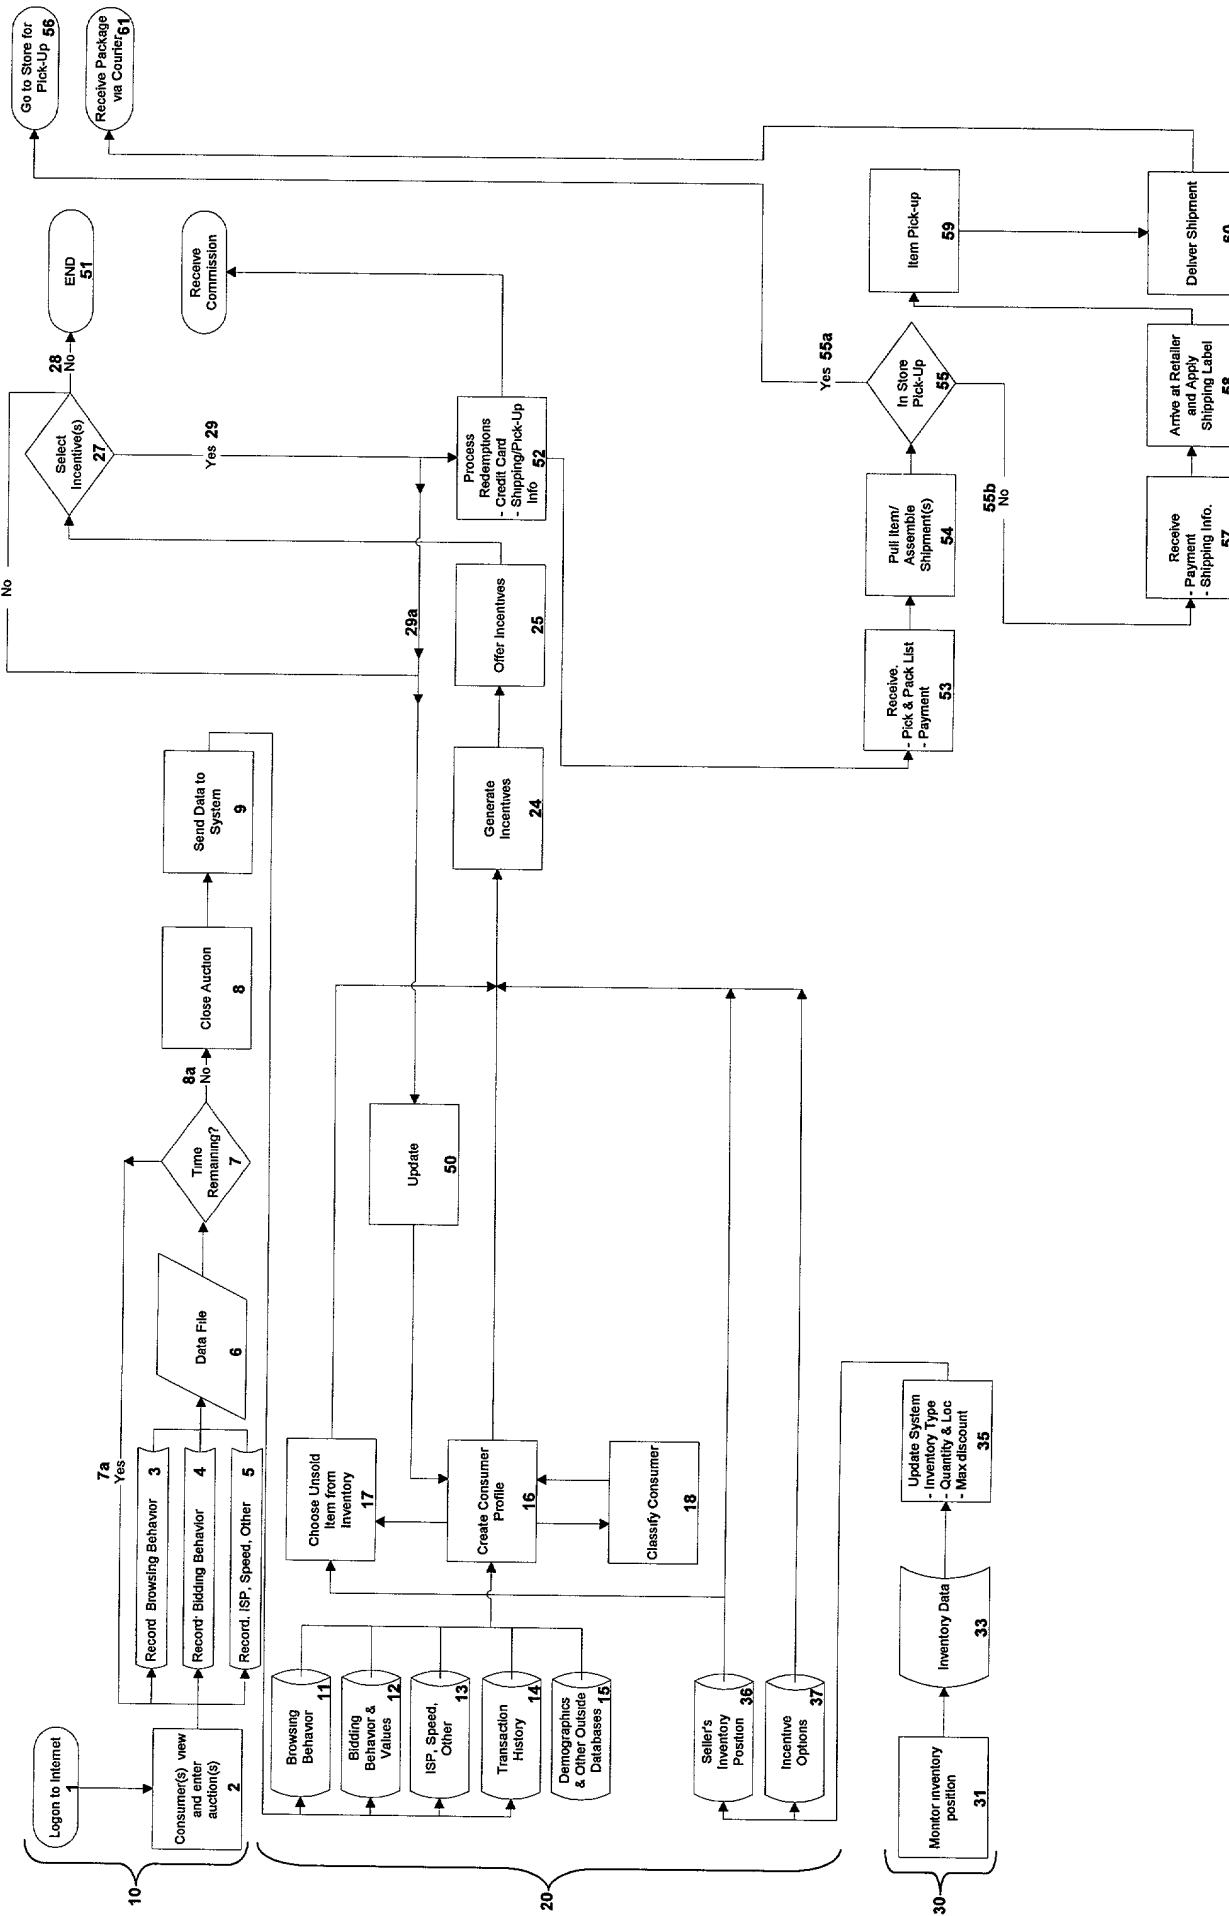 Logon to Internet
1
Consumer(s) view
and enter
auction(s)
2
10
7a
Yes
Record Browsing Behavior 3
Record· Bidding Behavior 4
Record. ISP, Speed, Other 5
Data File
6
Time
Remaining?
7
8a
No
Close Auction
8
Send Data to
System
9
No
Select
Incentive(s)
27
28
No
END
51
Go to Store for
Pick-Up 56
Receive Package
via Courier 61
Receive
Commission
Yes 29
29a
Process
Redemptions
- Credit Card
- Shipping/Pick-Up
Info
52
20
Browsing
Behavior
11
Bidding
Behavior &
Values
12
ISP, Speed,
Other
13
Transaction
History
14
Demographics
& Other Outside
Databases
15
Choose Unsold
Item from
Inventory
17
Create Consumer
Profile
16
Classify Consumer
18
Update
50
Generate
Incentives
24
Offer Incentives
25
Seller's
Inventory
Position
36
Incentive
Options
37
30
Monitor inventory
position
31
Inventory Data
33
Update System
- Inventory Type
- Quantity & Loc
- Max discount
35
Receive.
- Pick & Pack List
- Payment
53
Pull Item/
Assemble
Shipment(s)
54
In Store
Pick-Up
55
Yes 55a
55b
No
Item Pick-up
59
Receive
- Payment
- Shipping Info.
57
Arrive at Retailer
and Apply
Shipping Label
58
Deliver Shipment
60